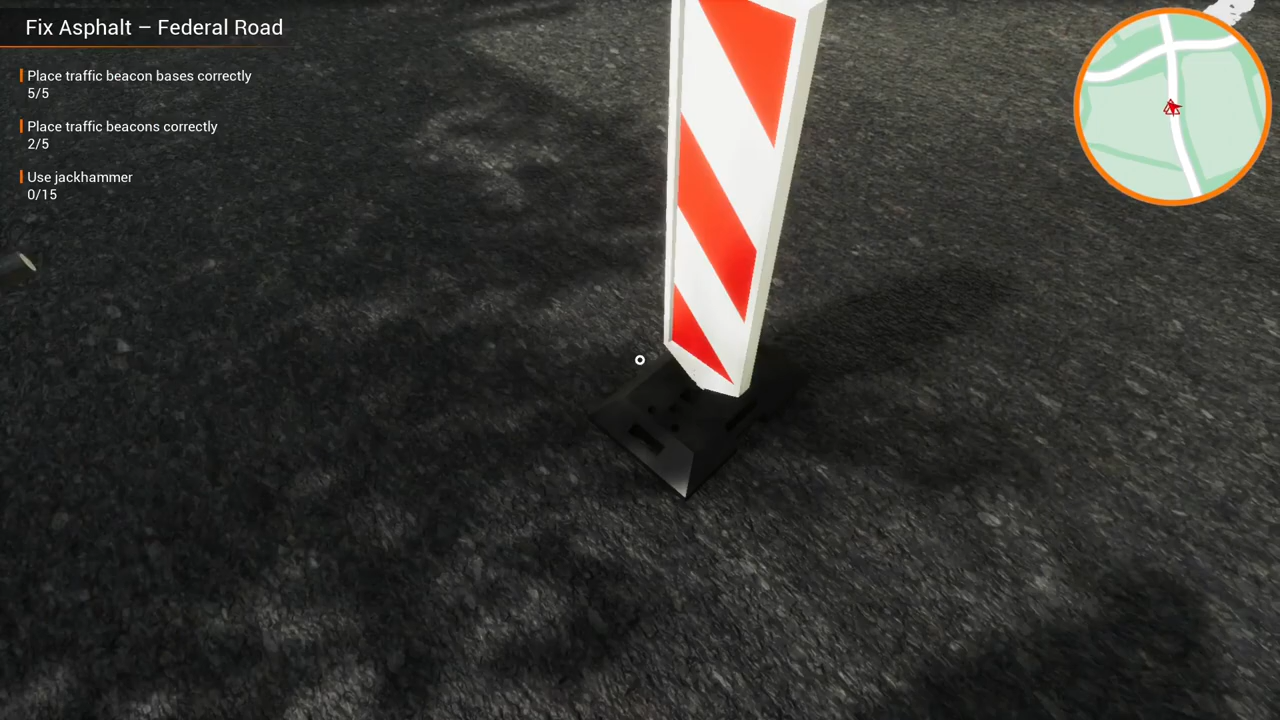 Fix Asphalt – Federal Road
Place traffic beacon bases correctly
5/5
Place traffic beacons correctly
2/5
Use jackhammer
0/15